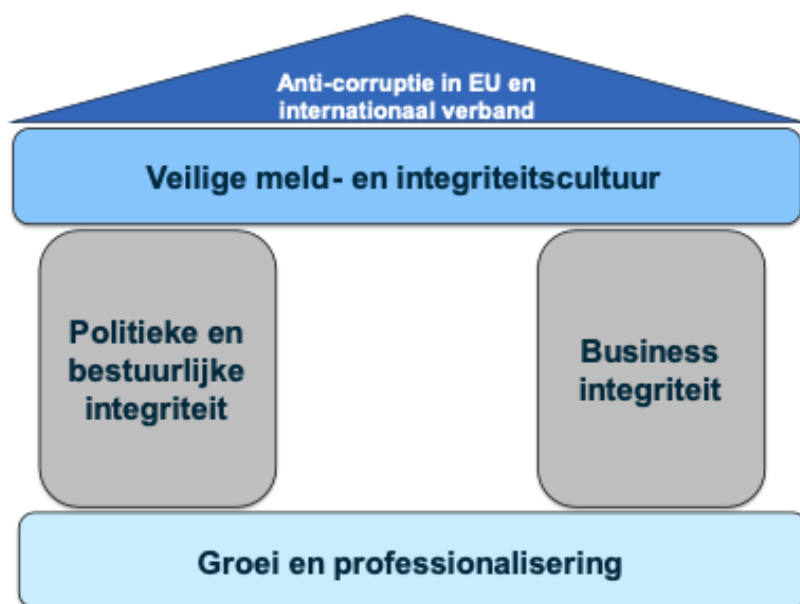 Anti-corruptie in EU en
internationaal verband
Veilige meld- en integriteitscultuur
Politieke en
bestuurlijke
integriteit
Business
integriteit
Groei en professionalisering